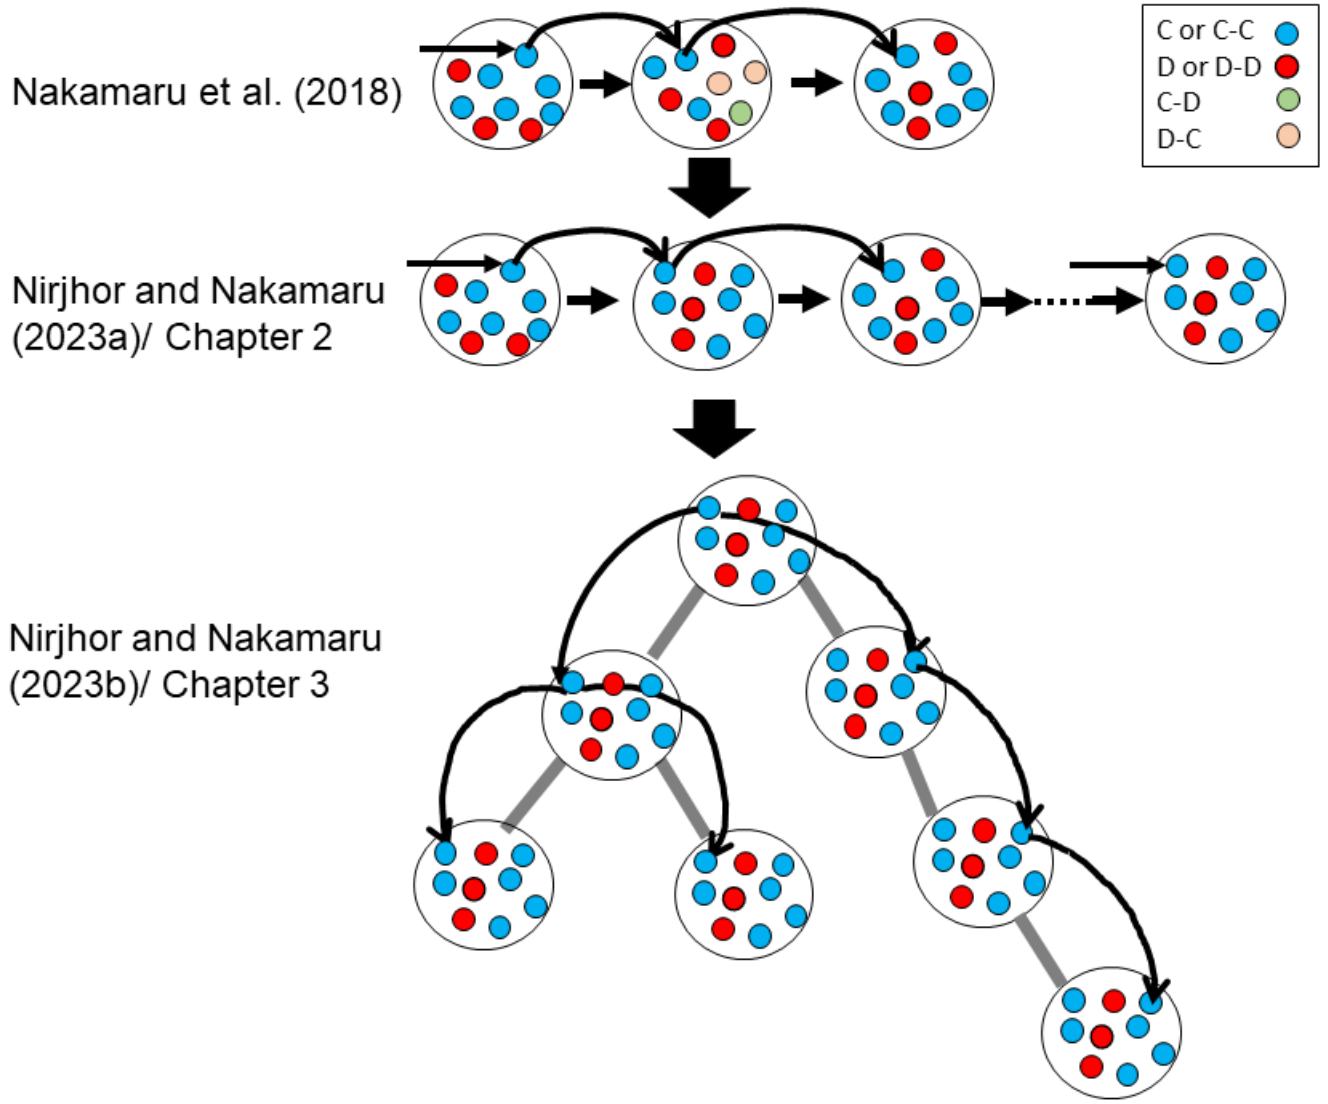 C or C-C
D or D-D
C-D
D-C
Nakamaru et al. (2018)
Nirjhor and Nakamaru
(2023a)/ Chapter 2
Nirjhor and Nakamaru
(2023b)/ Chapter 3